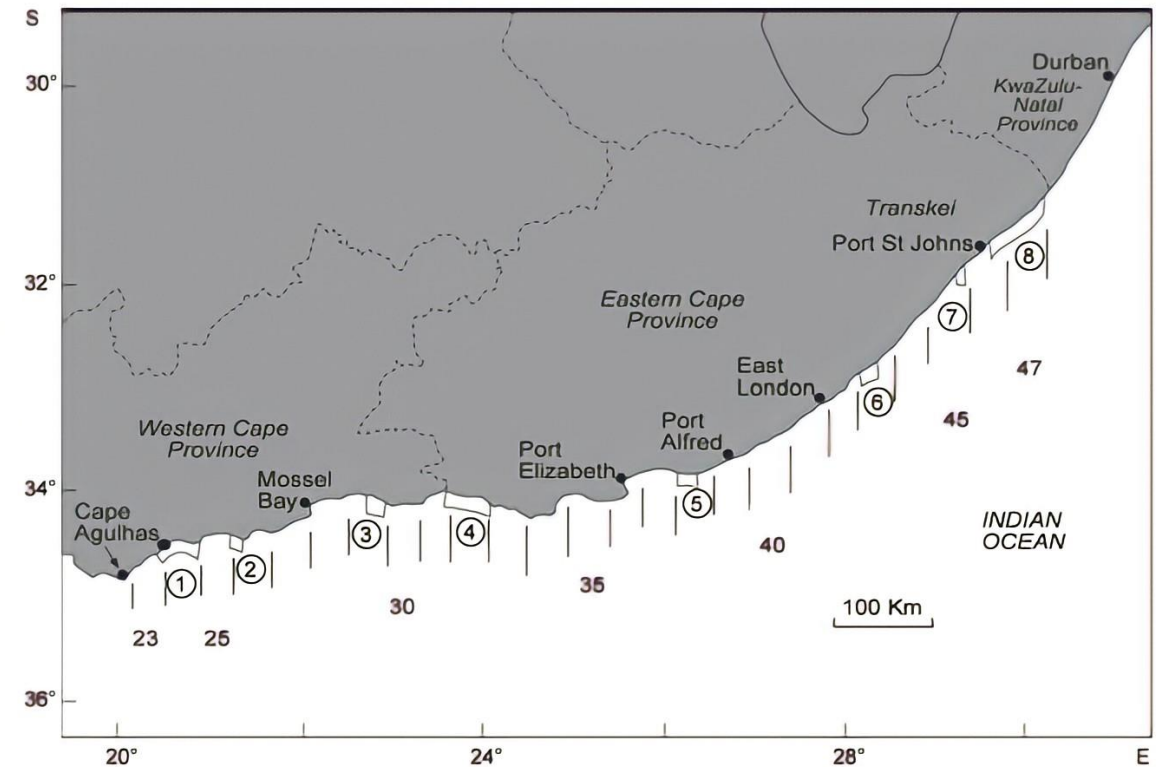 S
Durban
30°
KwaZulu-
Natal
Province
Transkei
Port St Johns
8
32°
Eastern Cape
Province
7
47
East
London
6
45
Western Cape
Province
Port
Alfred
Port
Elizabeth
Mossel
Bay
34°
5
Cape
Agulhas
3
4
INDIAN
OCEAN
40
1
2
35
30
100 Km
23
25
36°
20°
24°
28°
E